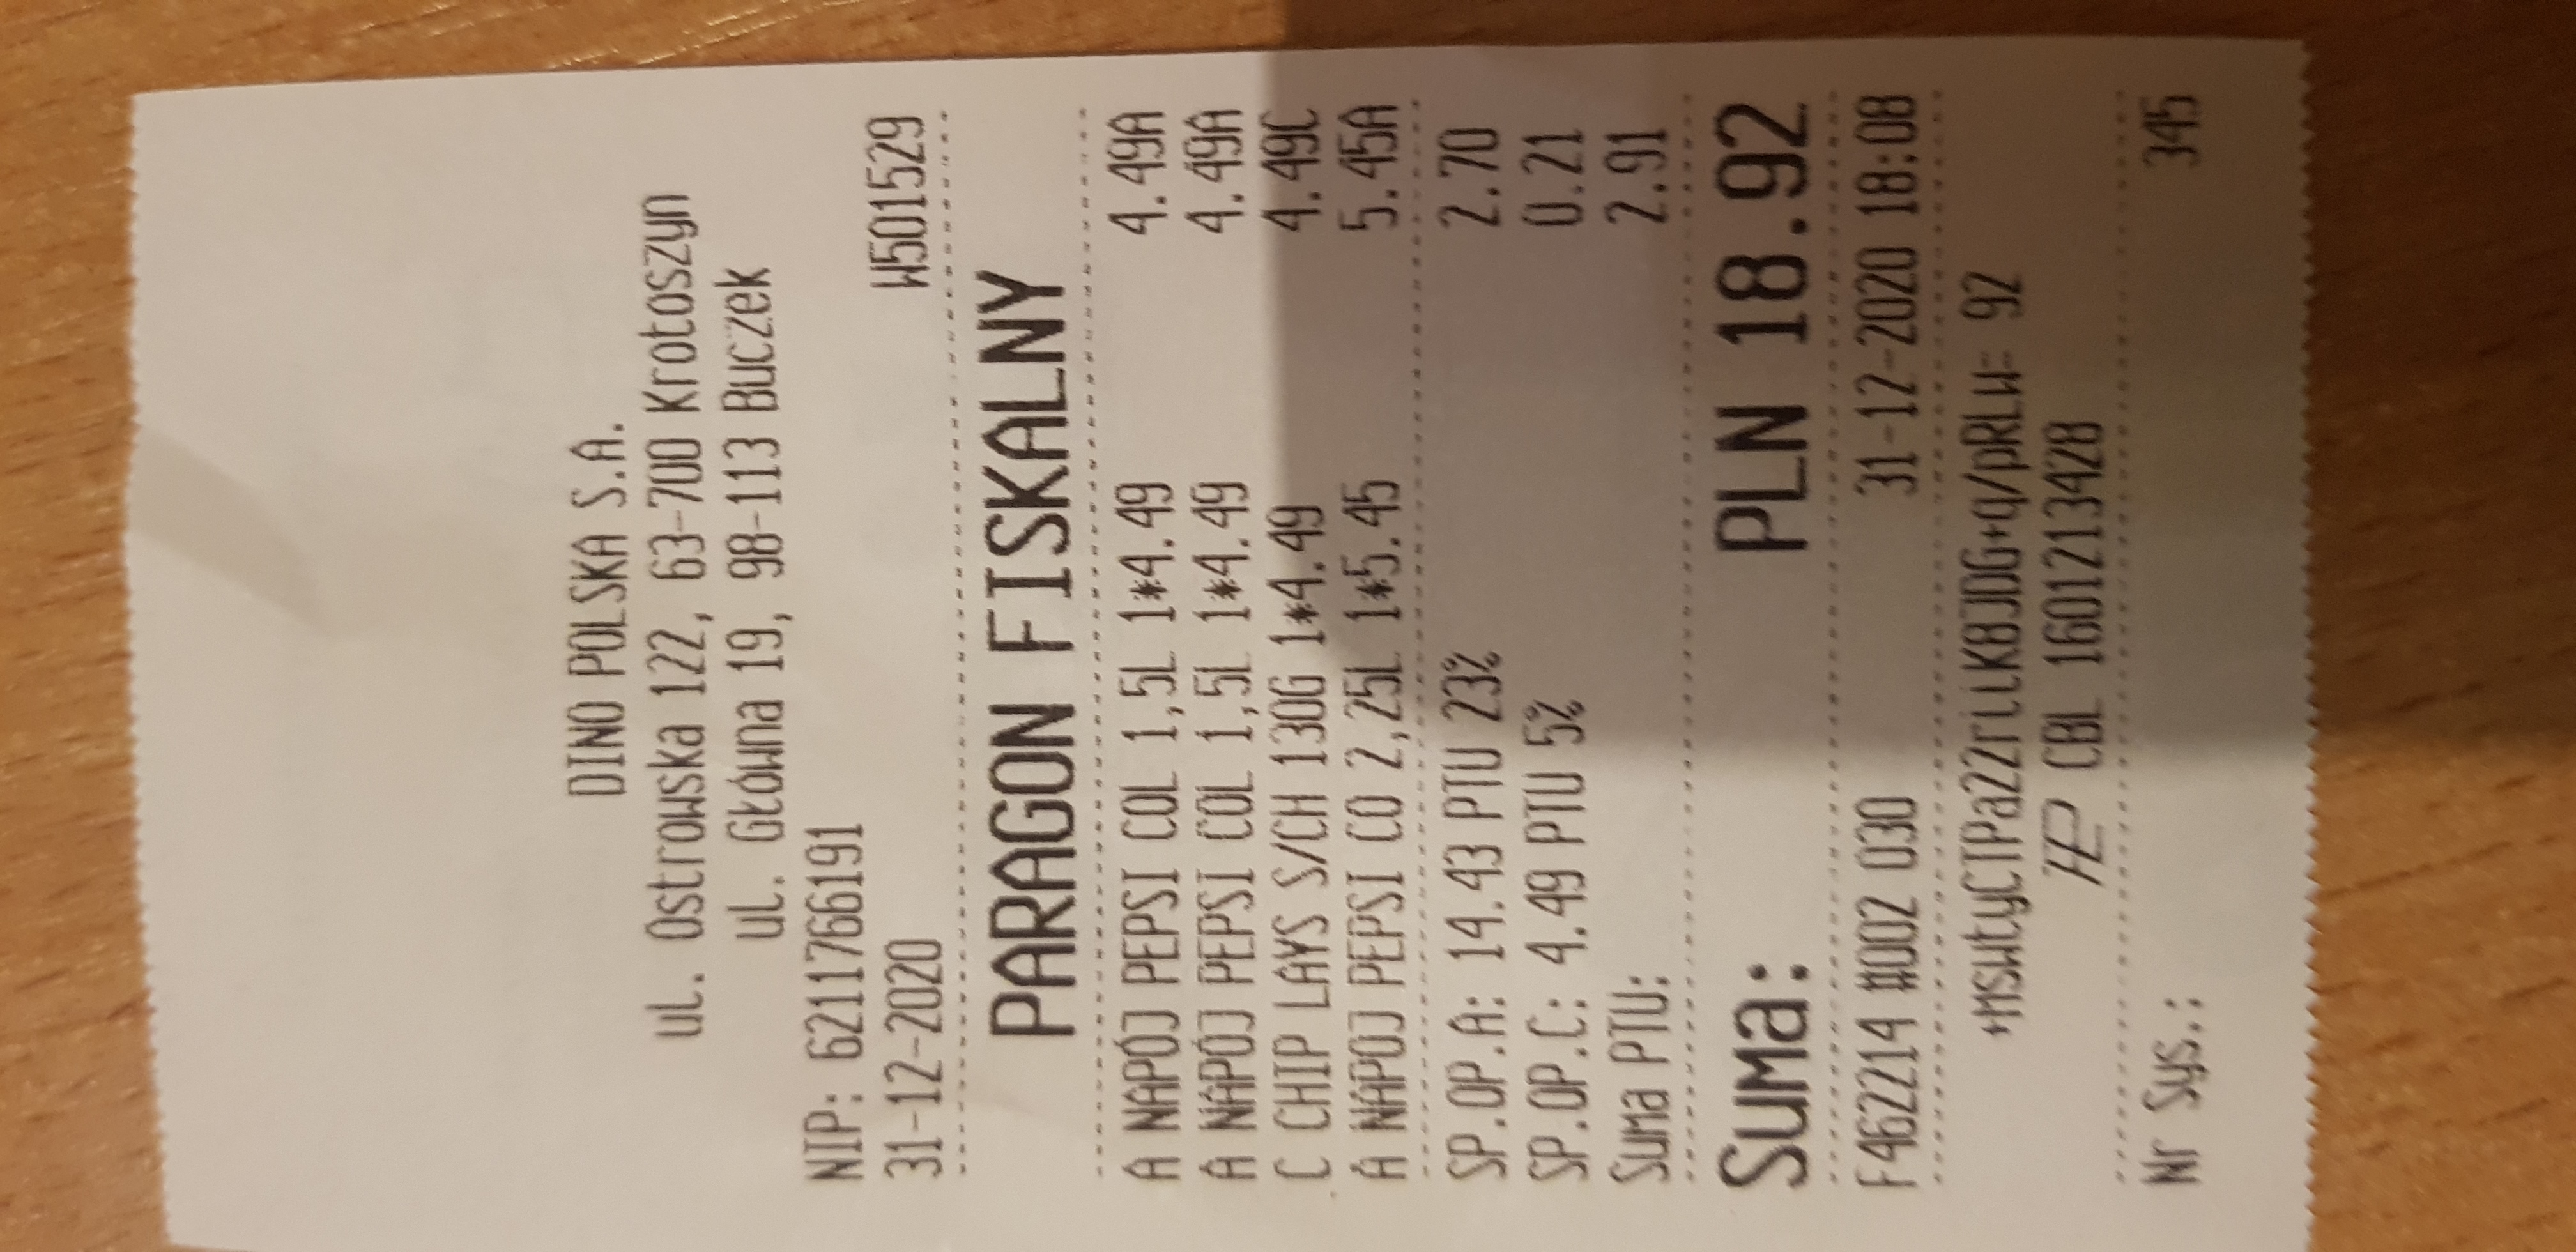 DINO POLSKA S.A.
ul. Ostrowska 122, 63-700 Krotoszyn
ul. Główna 19, 98-113 Buczek
NIP: 6211766191
31-12-2020 W501529
PARAGON FISKALNY
A NAPÓJ PEPSI COL 1,5L 1*4.49 4.49A
A NAPÓJ PEPSI COL 1,5L 1*4.49 4.49A
C CHIP LAYS S/CH 130G 1*4.49 4.49C
A NAPÓJ PEPSI CO 2,25L 1*5.45 5.45A
SP.OP.A: 14.43 PTU 23% 2.70
SP.OP.C: 4.49 PTU 5% 0.21
Suma PTU: 2.91
Suma: PLN 18.92
F462214 #002 030 31-12-2020 18:08
92
CBL 1601213428
Nr Sys.: 345